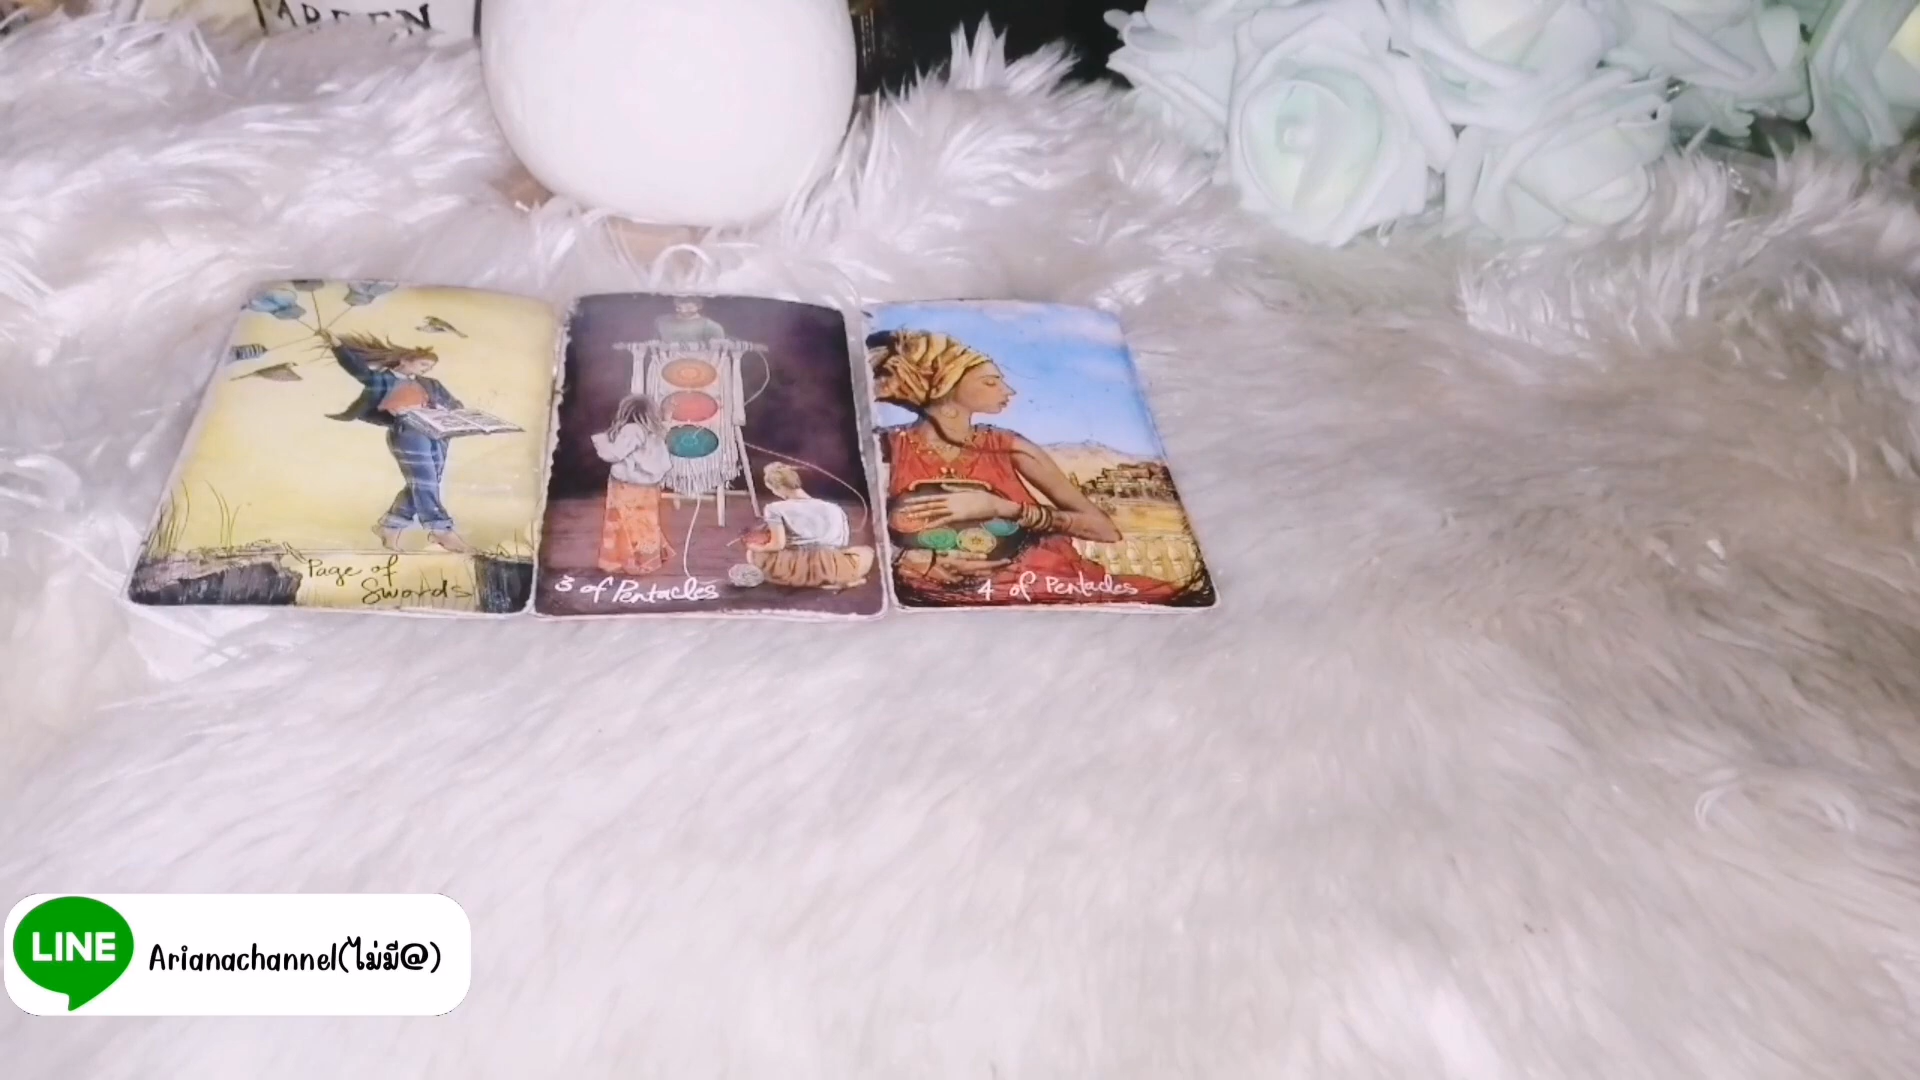 Page of
Swords
3 of Pentacles
4 of Pentacles
LINE
Arianachannel(ไม่มี@)